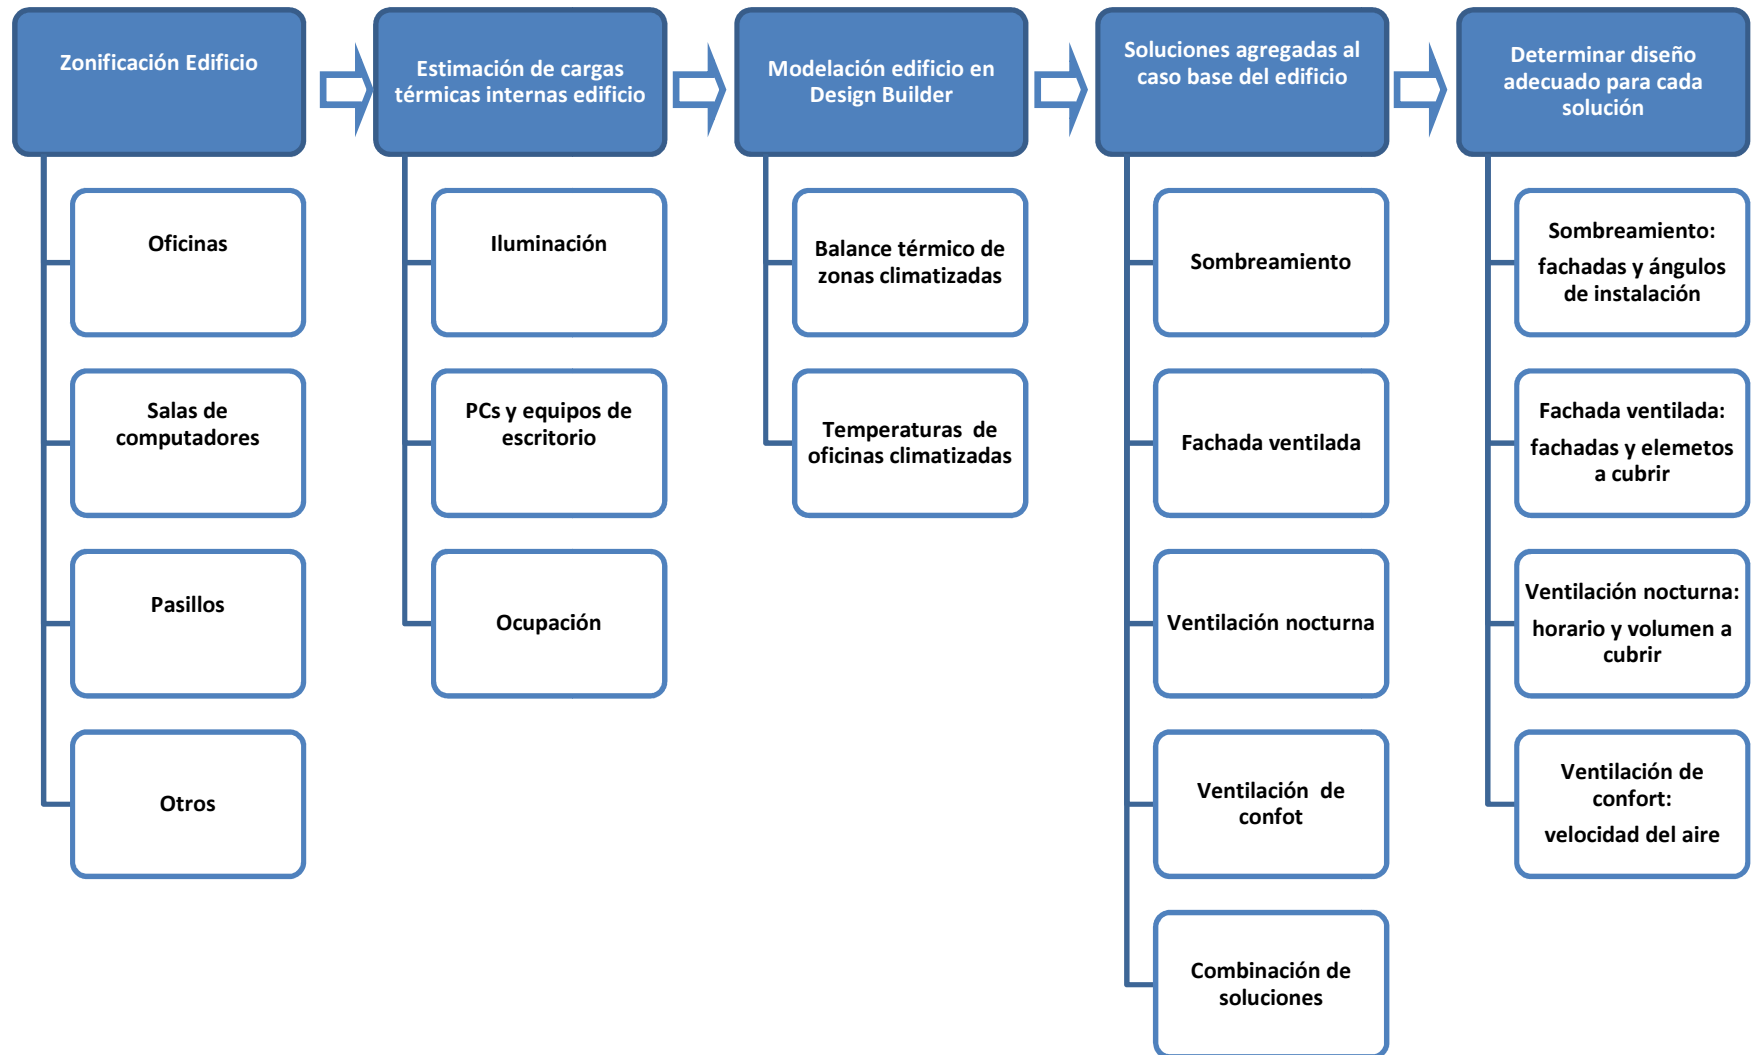 Zonificación Edificio
Oficinas
Salas de
computadores
Pasillos
Otros
Estimación de cargas
térmicas internas edificio
Iluminación
PCs y equipos de
escritorio
Ocupación
Modelación edificio en
Design Builder
Balance térmico de
zonas climatizadas
Temperaturas de
oficinas climatizadas
Soluciones agregadas al
caso base del edificio
Sombreamiento
Fachada ventilada
Ventilación nocturna
Ventilación de
confot
Combinación de
soluciones
Determinar diseño
adecuado para cada
solución
Sombreamiento:
fachadas y ángulos
de instalación
Fachada ventilada:
fachadas y elemetos
a cubrir
Ventilación nocturna:
horario y volumen a
cubrir
Ventilación de
confort:
velocidad del aire